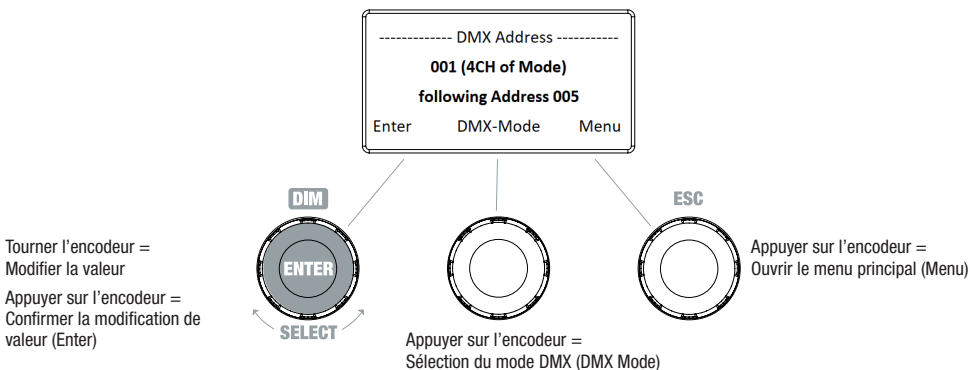 ------------- DMX Address -----------
001 (4CH of Mode)
following Address 005
Enter DMX-Mode Menu
DIM
ESC
ENTER
SELECT
Tourner l'encodeur =
Modifier la valeur
Appuyer sur l'encodeur =
Confirmer la modification de
valeur (Enter)
Appuyer sur l'encodeur =
Sélection du mode DMX (DMX Mode)
Appuyer sur l'encodeur =
Ouvrir le menu principal (Menu)